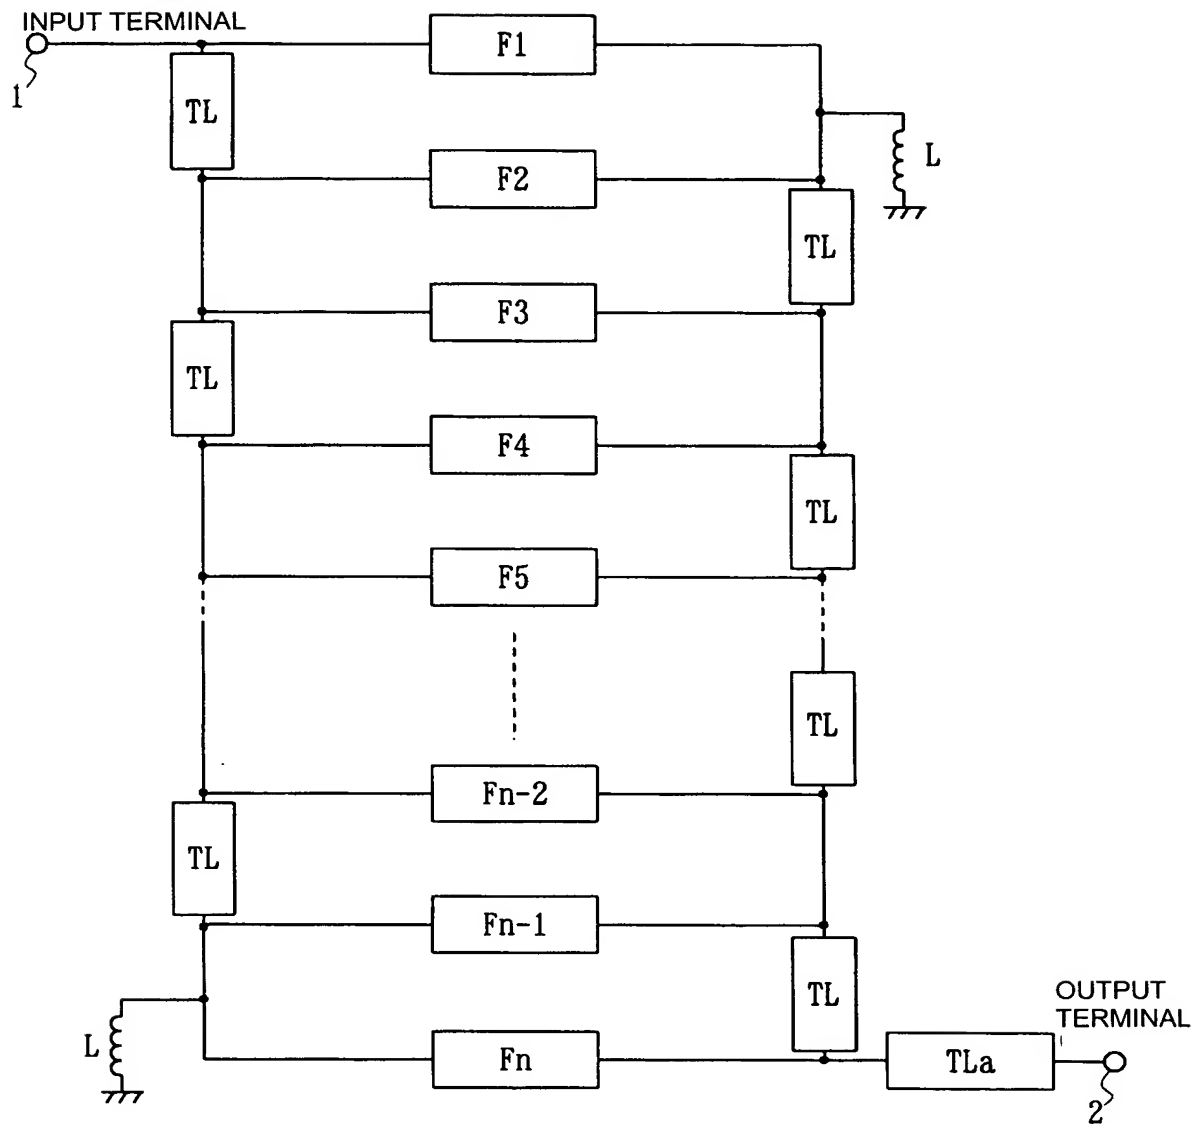 INPUT TERMINAL
1
F1
TL
L
F2
TL
F3
TL
F4
TL
F5
TL
Fn-2
TL
Fn-1
TL
OUTPUT
TERMINAL
L
Fn
TLa
2